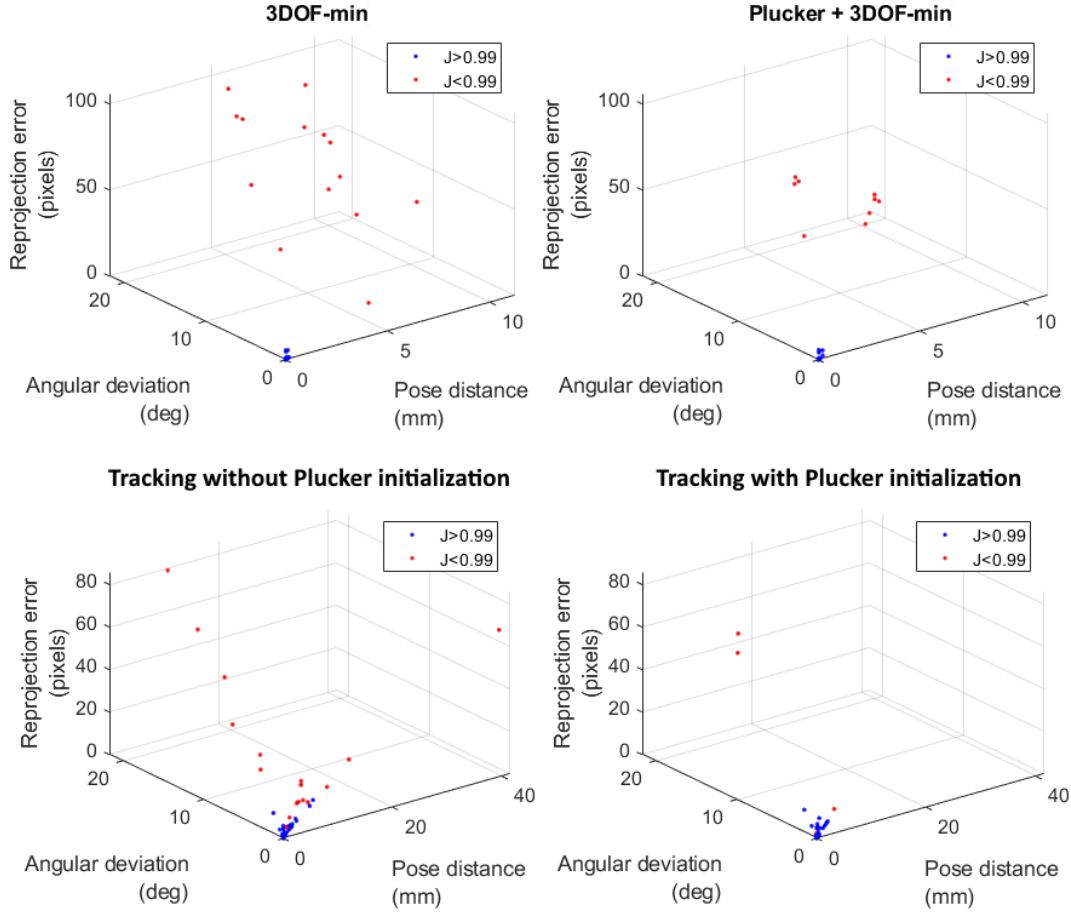 3DOF-min
J>0.99
J<0.99
100
50
0
Reprojection error
(pixels)
20
10
0
Angular deviation
(deg)
0
5
10
Pose distance
(mm)
Plucker + 3DOF-min
J>0.99
J<0.99
100
50
0
Reprojection error
(pixels)
20
10
0
Angular deviation
(deg)
0
5
10
Pose distance
(mm)
Tracking without Plucker initialization
J>0.99
J<0.99
80
60
40
20
0
Reprojection error
(pixels)
20
10
0
Angular deviation
(deg)
0
20
40
Pose distance
(mm)
Tracking with Plucker initialization
J>0.99
J<0.99
80
60
40
20
0
Reprojection error
(pixels)
20
10
0
Angular deviation
(deg)
0
20
40
Pose distance
(mm)